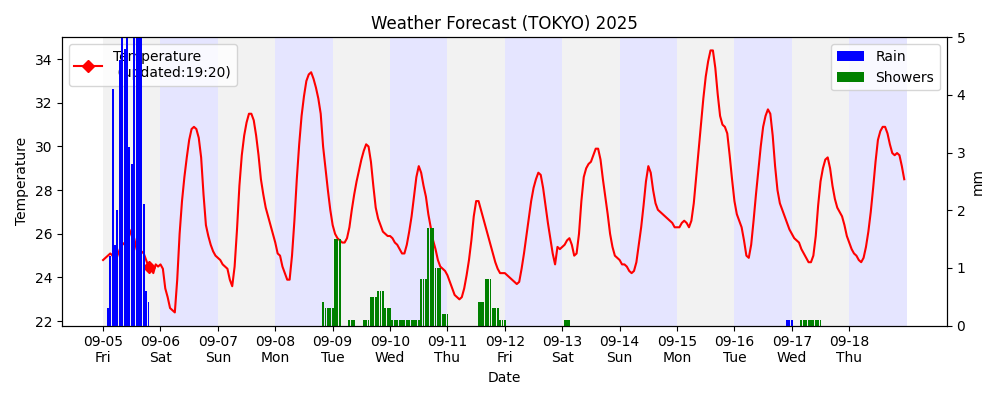 Weather Forecast (TOKYO) 2025
Temperature
(updated:19:20)
Rain
Showers
34
32
30
28
26
24
22
Temperature
5
4
3
2
1
0
mm
09-05 09-06 09-07 09-08 09-09 09-10 09-11 09-12 09-13 09-14 09-15 09-16 09-17 09-18
Fri Sat Sun Mon Tue Wed Thu Fri Sat Sun Mon Tue Wed Thu
Date